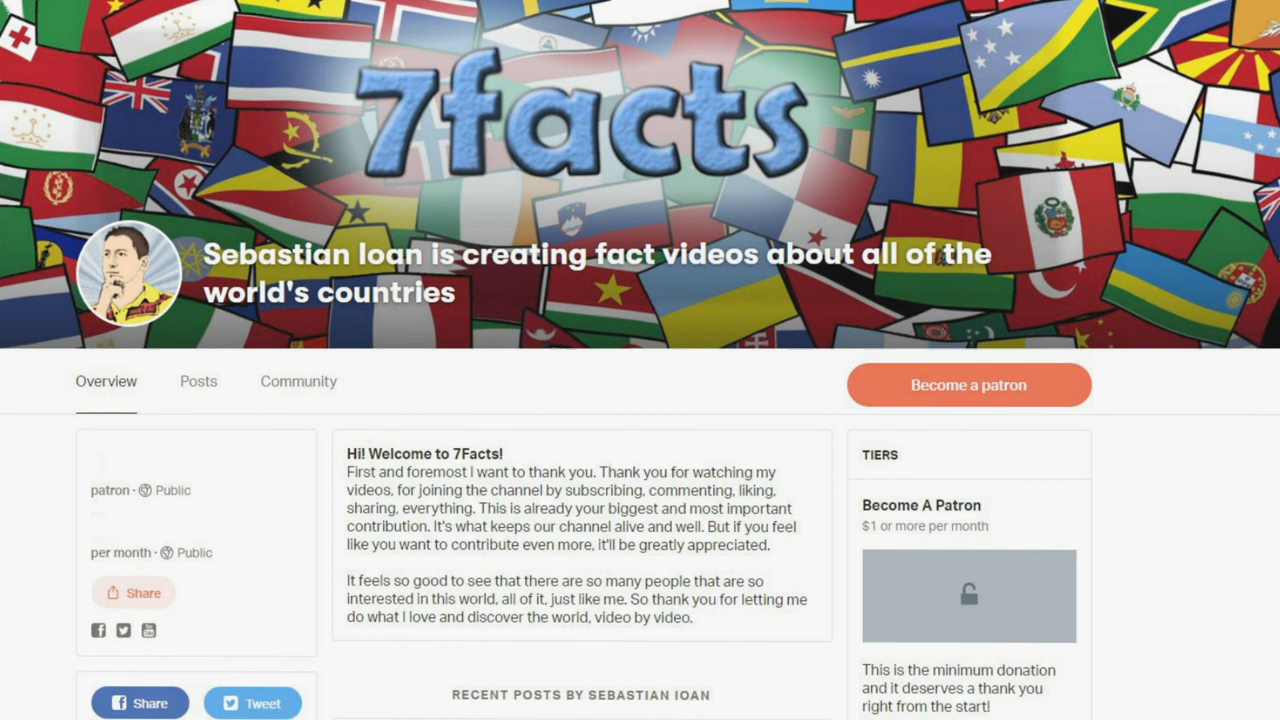 7facts
Sebastian Ioan is creating fact videos about all of the
world's countries
Overview
Posts
Community
Become a patron
patron · Public
per month · Public
Share
Share
Tweet
Hi! Welcome to 7Facts!
First and foremost I want to thank you. Thank you for watching my
videos, for joining the channel by subscribing, commenting, liking,
sharing, everything. This is already your biggest and most important
contribution. It's what keeps our channel alive and well. But if you feel
like you want to contribute even more, it'll be greatly appreciated.
It feels so good to see that there are so many people that are so
interested in this world, all of it, just like me. So thank you for letting me
do what I love and discover the world, video by video.
RECENT POSTS BY SEBASTIAN IOAN
TIERS
Become A Patron
$1 or more per month
This is the minimum donation
and it deserves a thank you
right from the start!